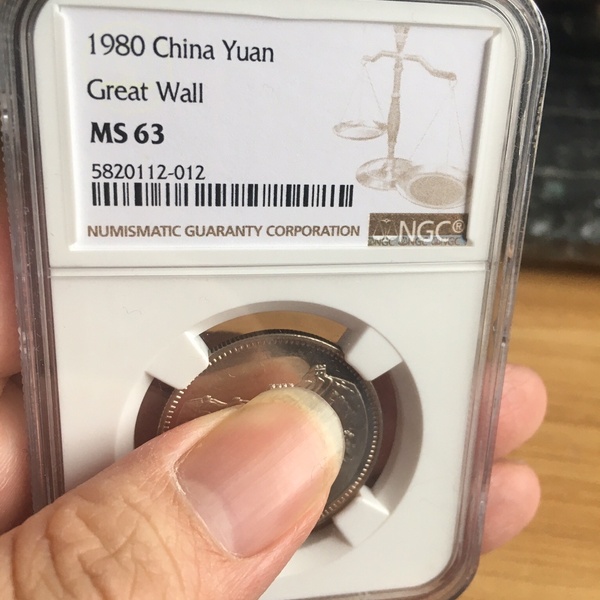 1980 China Yuan
Great Wall
MS 63
5820112-012
NUMISMATIC GUARANTY CORPORATION
NGC®